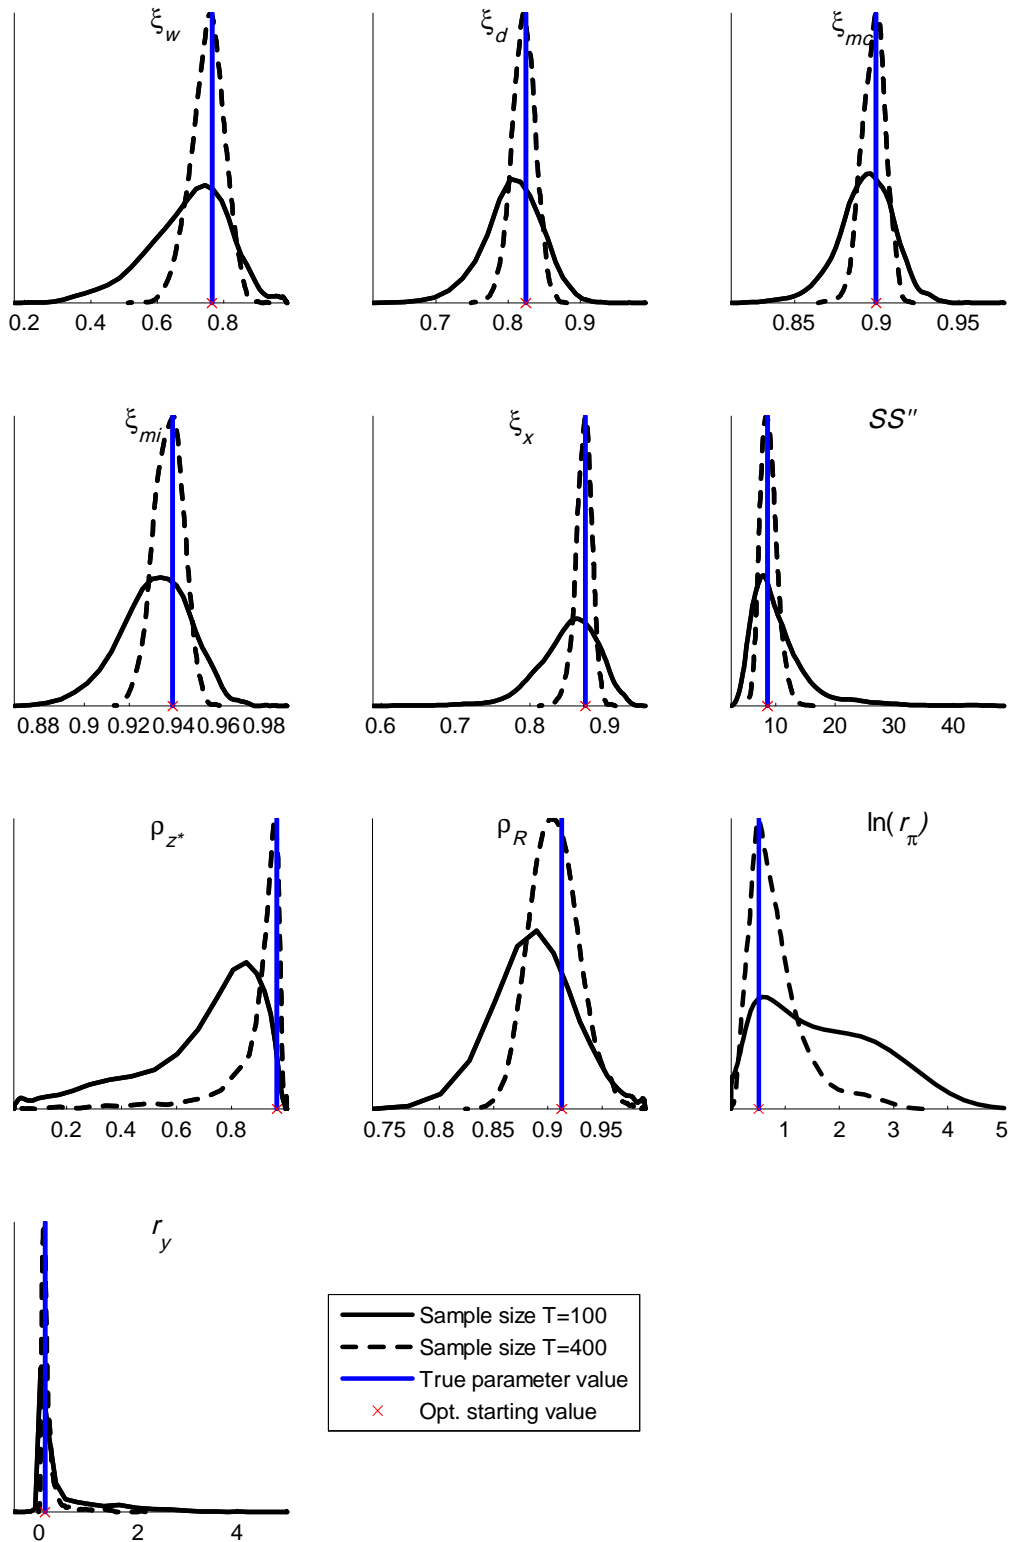 ξw ξd ξmc
0.2 0.4 0.6 0.8 0.7 0.8 0.9 0.85 0.9 0.95
ξmi ξx SS''
0.88 0.9 0.92 0.94 0.96 0.98 0.6 0.7 0.8 0.9 10 20 30 40
ρz* ρR ln(rπ)
0.2 0.4 0.6 0.8 0.75 0.8 0.85 0.9 0.95 1 2 3 4 5
ry
0 2 4
Sample size T=100
Sample size T=400
True parameter value
Opt. starting value